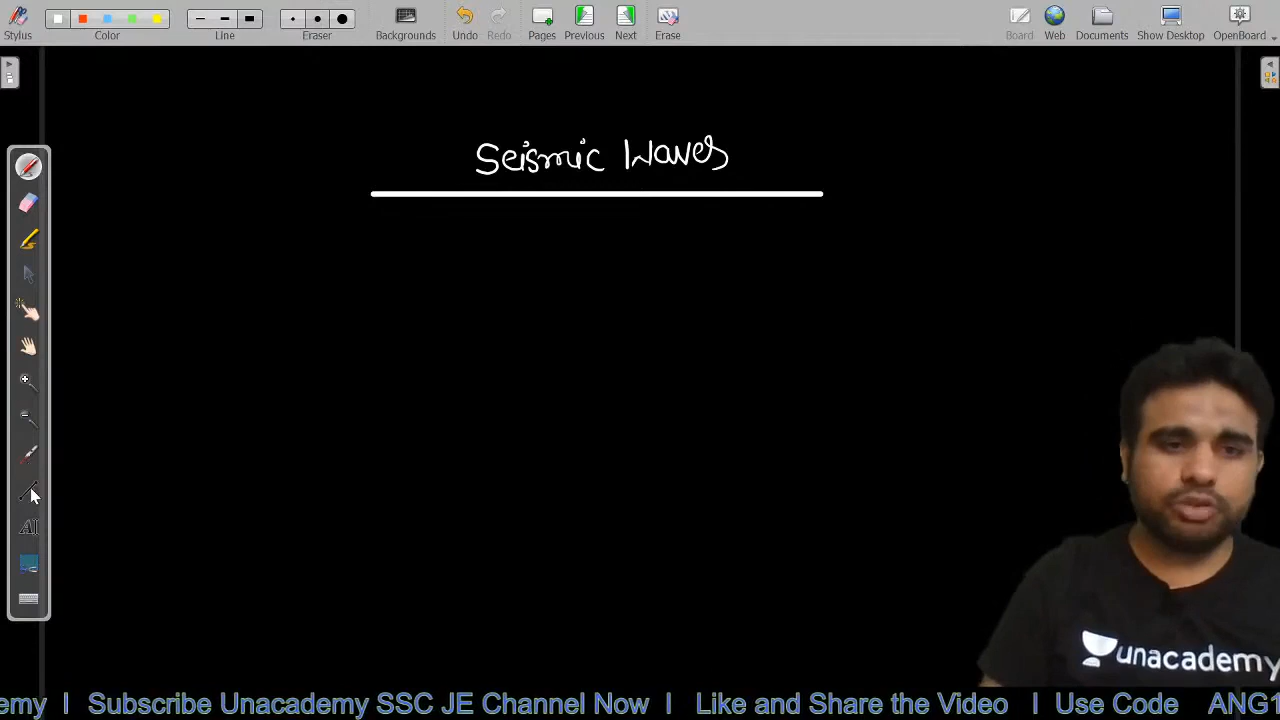 Stylus
Color
Line
Eraser
Backgrounds
Undo
Redo
Pages
Previous
Next
Erase
Board
Web
Documents
Show Desktop
OpenBoard
Seismic Waves
unacademy
emy I Subscribe Unacademy SSC JE Channel Now I Like and Share the Video I Use Code ANG1